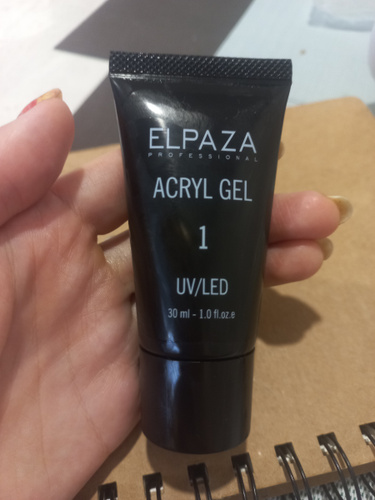 ELPAZA
PROFESSIONAL
ACRYL GEL
1
UV/LED
30 ml - 1.0 fl.oz.e